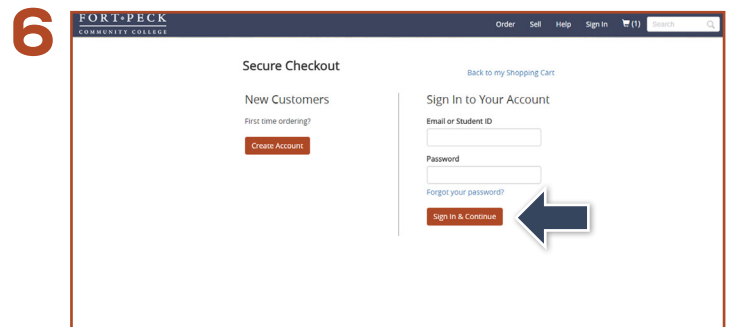 6
FORT•PECK
COMMUNITY COLLEGE
Order Sell Help Sign In (1) Search
Secure Checkout
Back to my Shopping Cart
New Customers
First time ordering?
Create Account
Sign In to Your Account
Email or Student ID
Password
Forgot your password?
Sign In & Continue